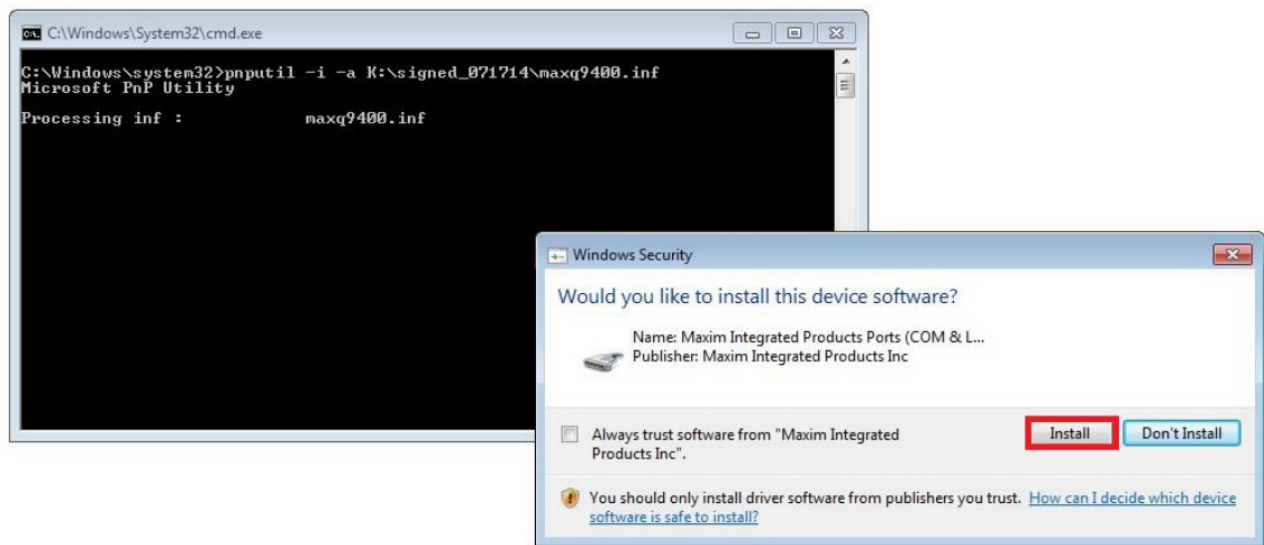 C:\Windows\System32\cmd.exe
C:\Windows\system32>pnputil -i -a K:\signed_071714\maxq9400.inf
Microsoft PnP Utility
Processing inf : maxq9400.inf
Windows Security
Would you like to install this device software?
Name: Maxim Integrated Products Ports (COM & L...
Publisher: Maxim Integrated Products Inc
Always trust software from "Maxim Integrated
Products Inc".
Install
Don't Install
You should only install driver software from publishers you trust. How can I decide which device
software is safe to install?